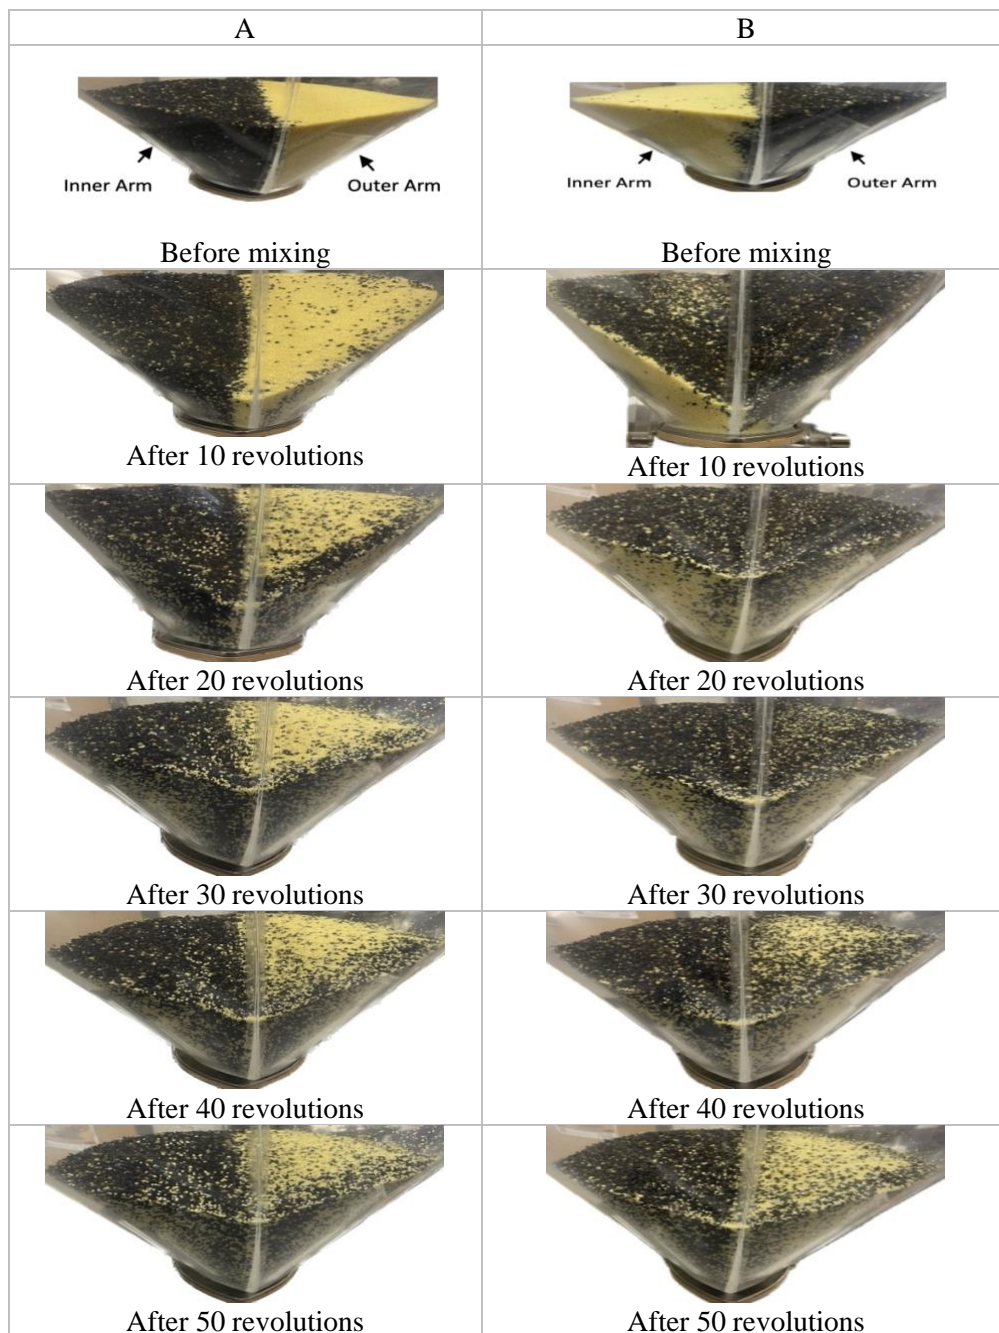 A
B
Inner Arm
Outer Arm
Before mixing
Inner Arm
Outer Arm
Before mixing
After 10 revolutions
After 10 revolutions
After 20 revolutions
After 20 revolutions
After 30 revolutions
After 30 revolutions
After 40 revolutions
After 40 revolutions
After 50 revolutions
After 50 revolutions